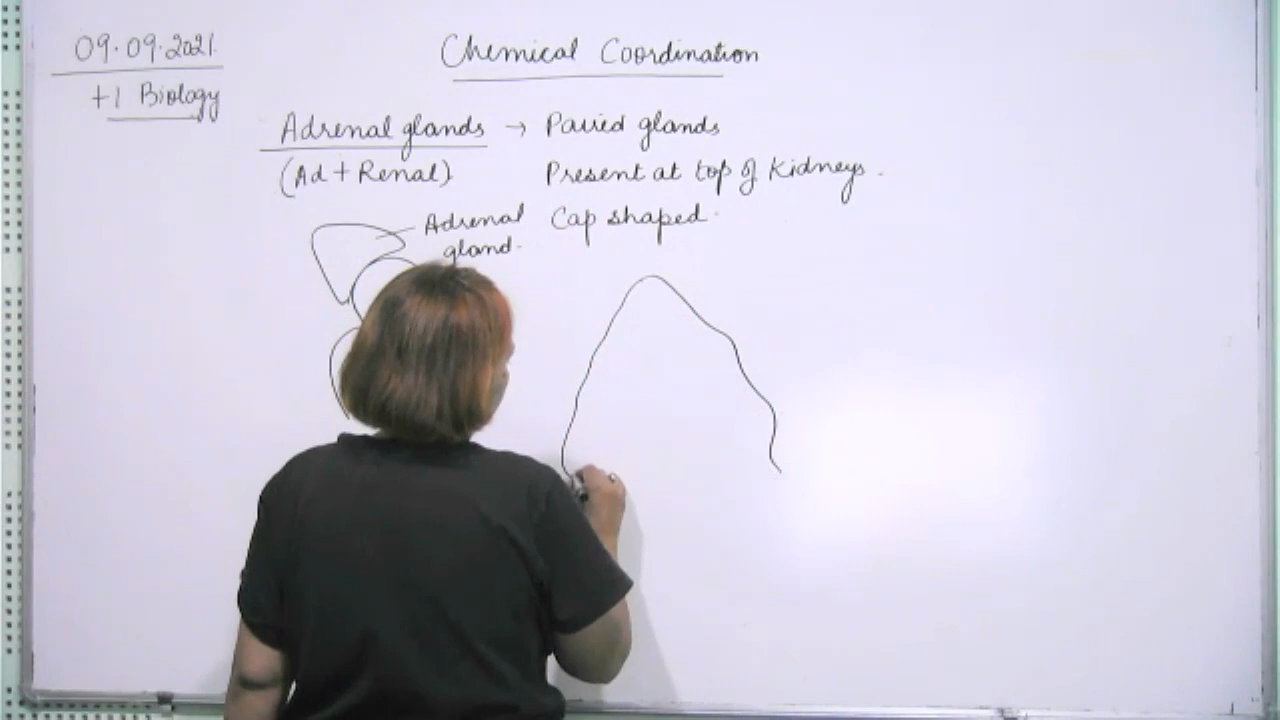 09.09.2021.
+1 Biology
Chemical Coordination
Adrenal glands → Paired glands
(Ad + Renal) Present at top of Kidneys.
Adrenal gland. Cap shaped.